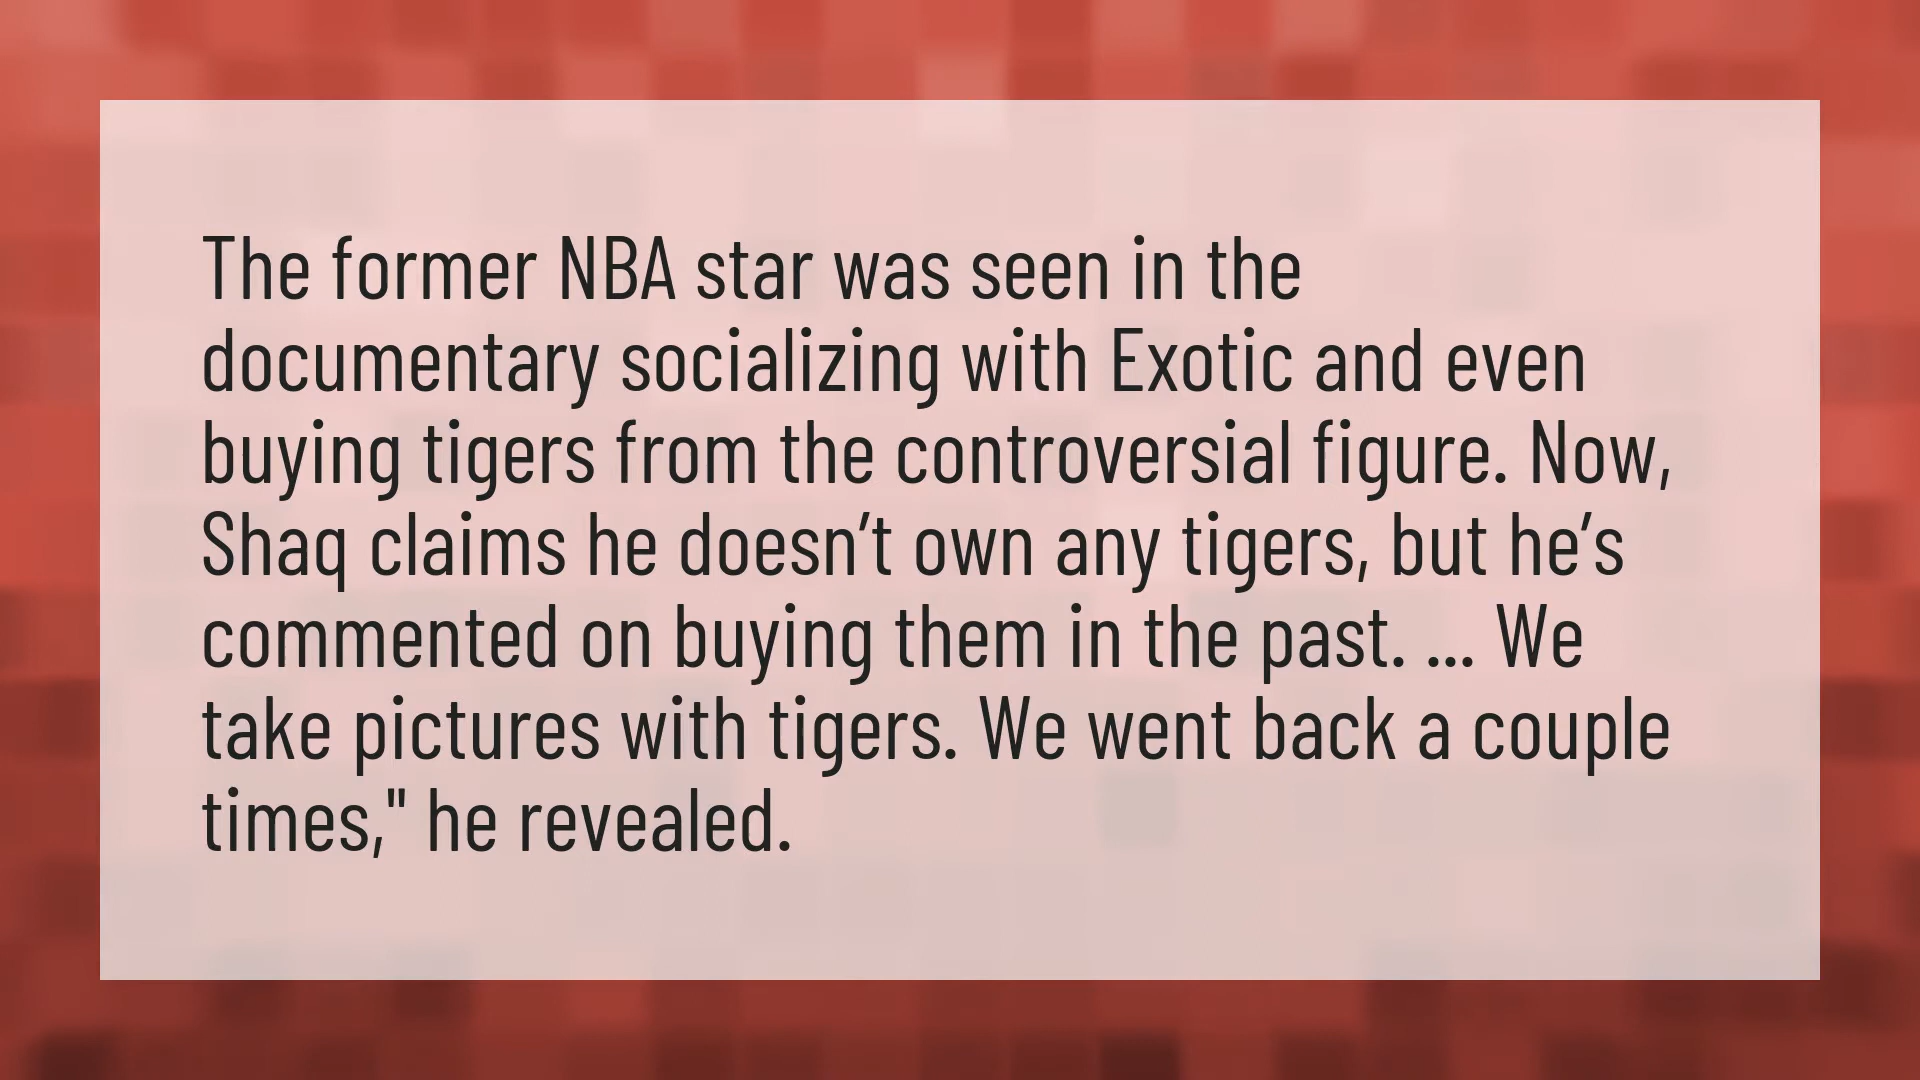 The former NBA star was seen in the
documentary socializing with Exotic and even
buying tigers from the controversial figure. Now,
Shaq claims he doesn’t own any tigers, but he’s
commented on buying them in the past. ... We
take pictures with tigers. We went back a couple
times," he revealed.